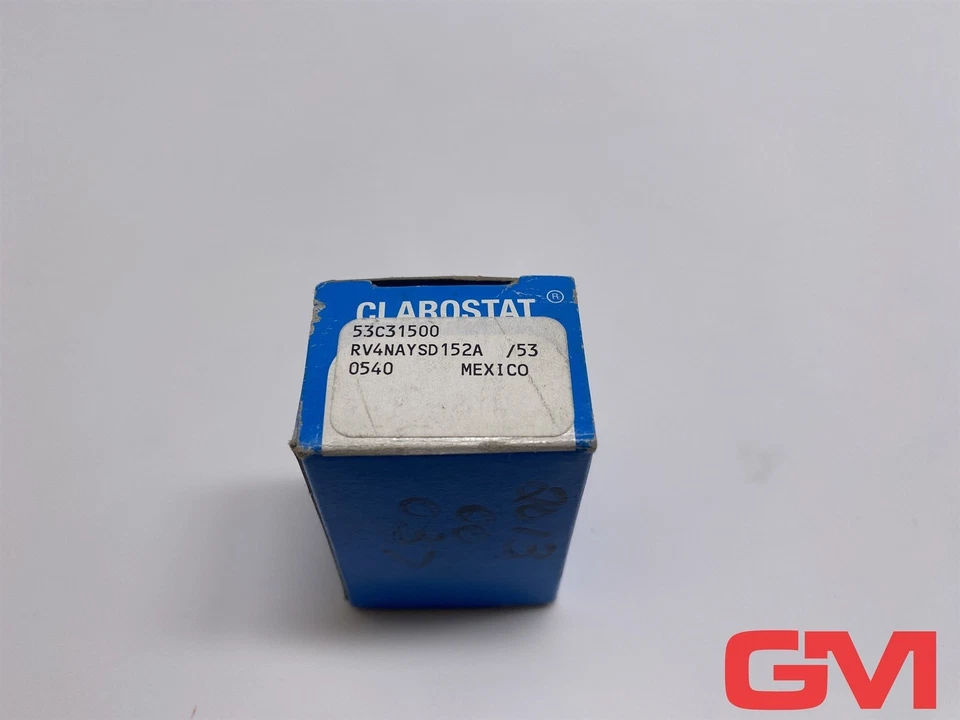 CLAROSTAT ®
53C31500
RV4NAYSD152A /53
0540 MEXICO
GM